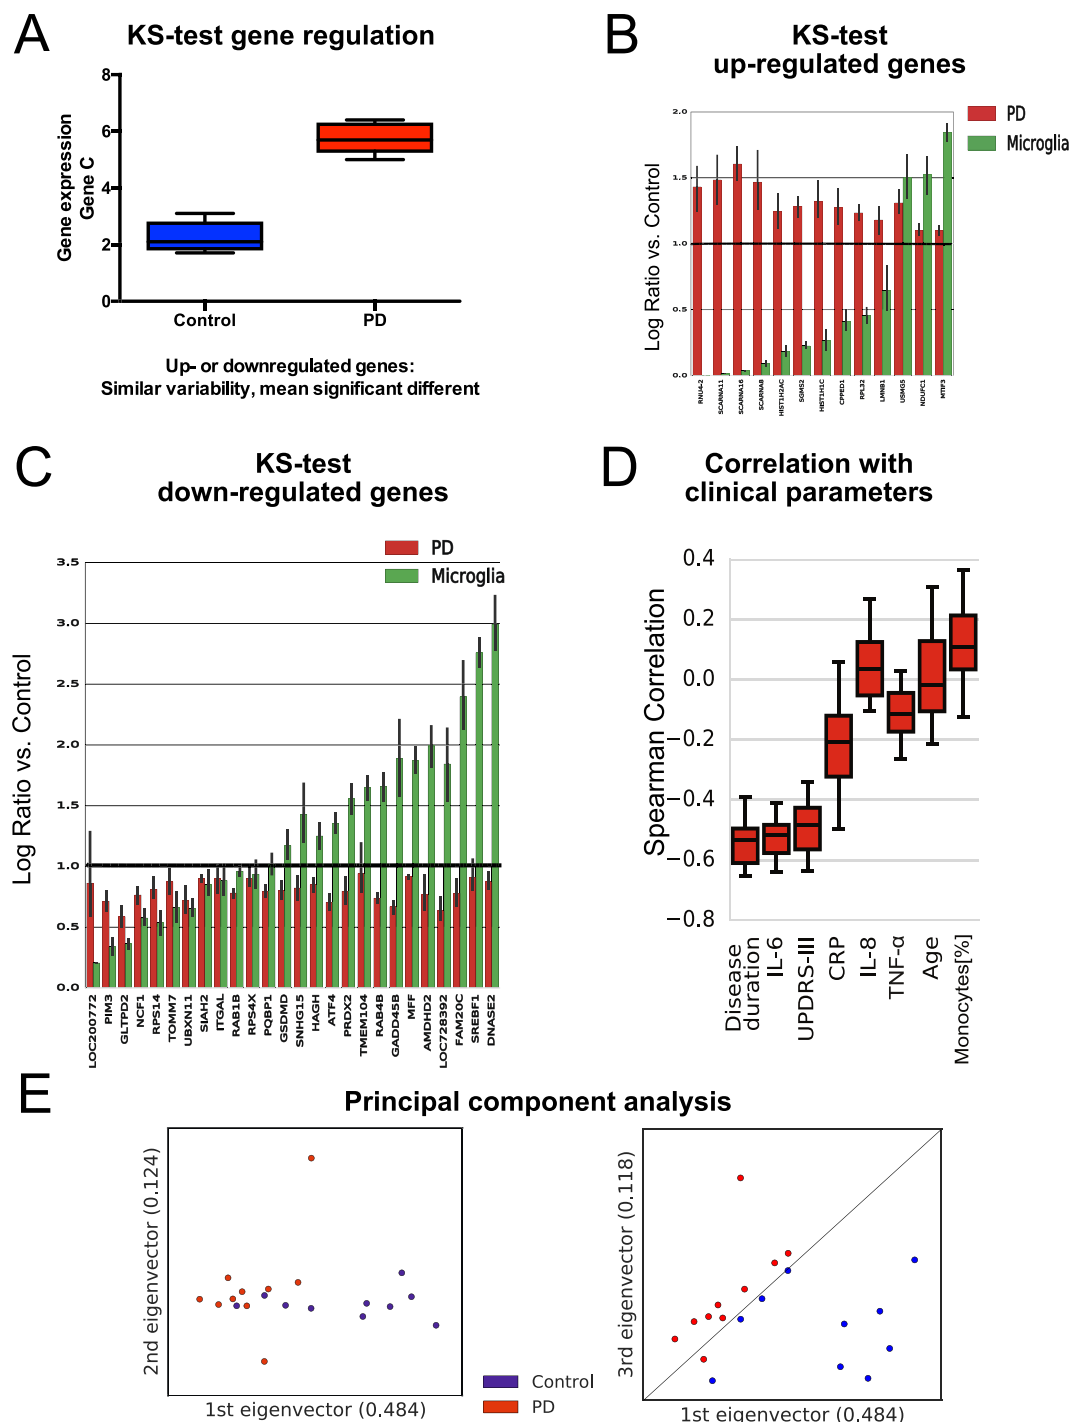 A
KS-test gene regulation
8
6
4
2
0
Gene expression
Gene C
Control
PD
Up- or downregulated genes:
Similar variability, mean significant different
B
KS-test
up-regulated genes
2.0
1.5
1.0
0.5
0.0
Log Ratio vs. Control
PD
Microglia
RNU4-2
SCARNA11
SCARNA16
SCARNA8
HIST1H2AC
SGMS2
HIST1H1C
CPPED1
RPL32
LMNB1
USMG5
NDUFC1
MTIF3
C
KS-test
down-regulated genes
3.5
3.0
2.5
2.0
1.5
1.0
0.5
0.0
Log Ratio vs. Control
PD
Microglia
LOC200772
PIM3
GLTPD2
NCF1
RPS14
TOMM7
UBXN11
SIAH2
ITGAL
RAB1B
RPS4X
PQBP1
GSDMD
SNHG15
HAGH
ATF4
PRDX2
TMEM104
RAB4B
GADD45B
MFF
AMDHD2
LOC728392
FAM20C
SREBF1
DNASE2
D
Correlation with
clinical parameters
0.4
0.2
0.0
−0.2
−0.4
−0.6
−0.8
Spearman Correlation
Disease
duration
IL-6
UPDRS-III
CRP
IL-8
TNF-α
Age
Monocytes[%]
E
Principal component analysis
2nd eigenvector (0.124)
1st eigenvector (0.484)
Control
PD
3rd eigenvector (0.118)
1st eigenvector (0.484)